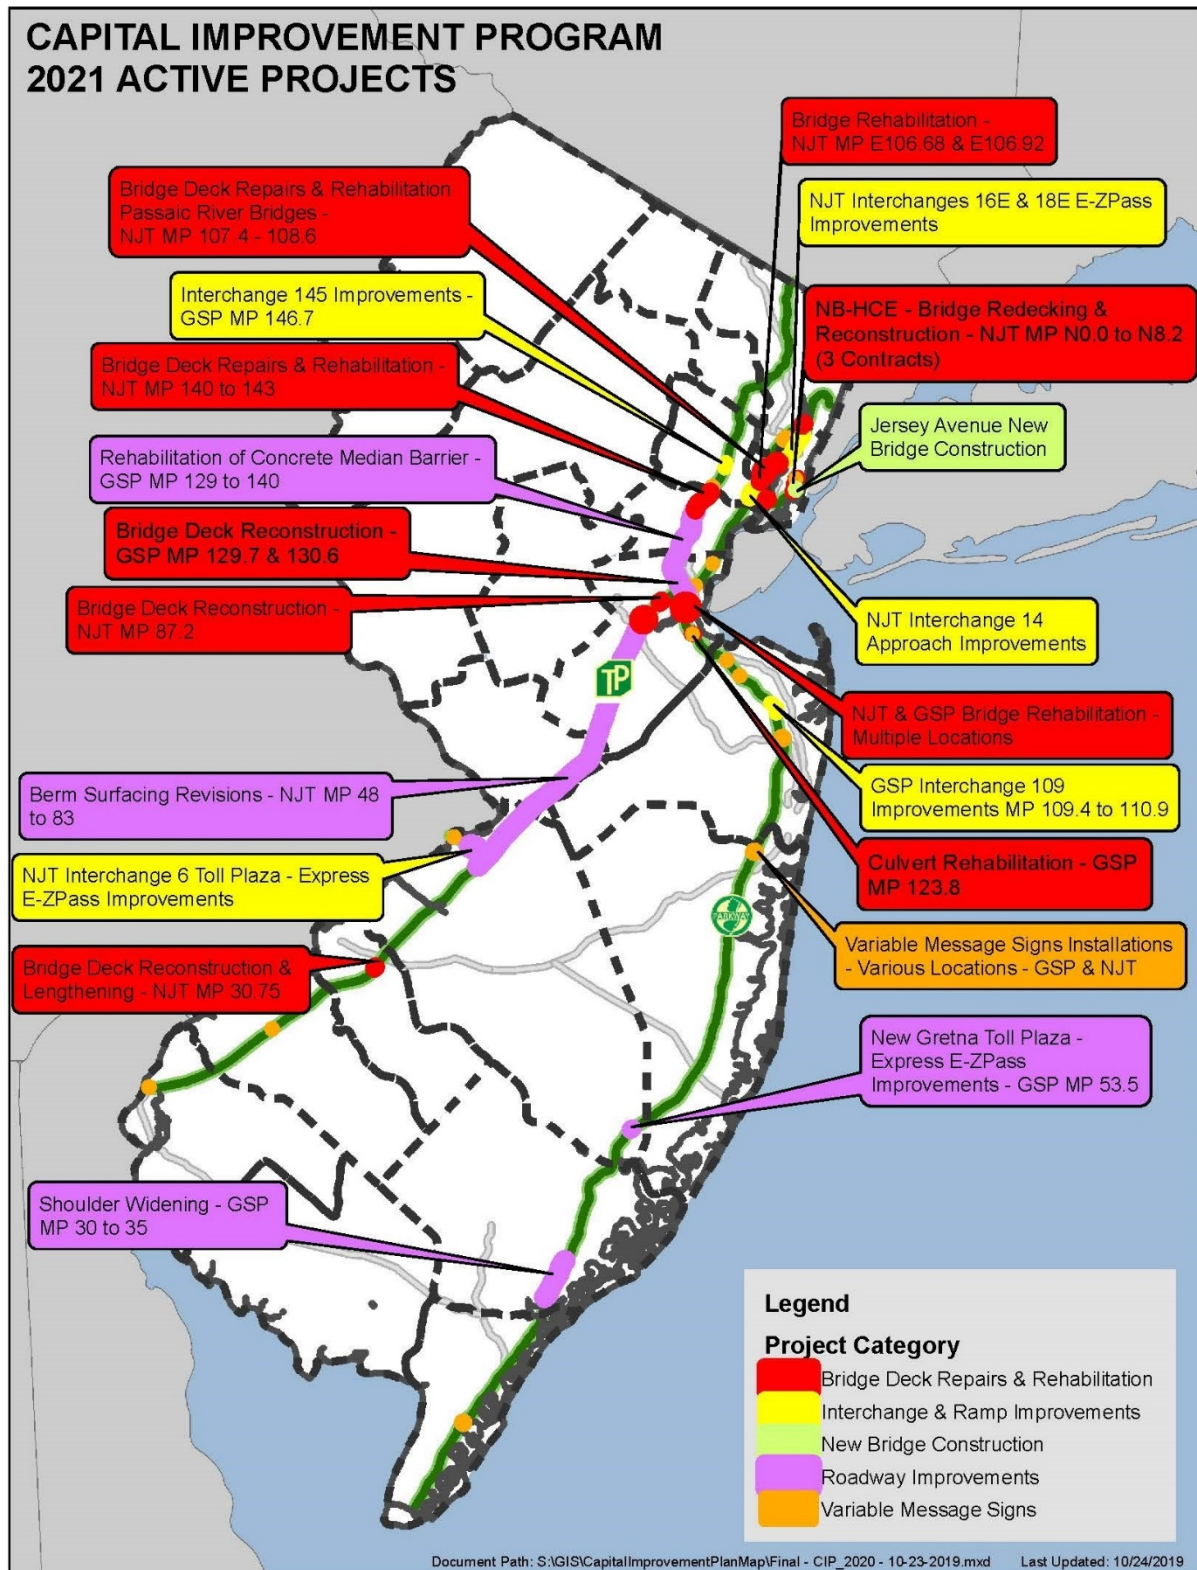 CAPITAL IMPROVEMENT PROGRAM
2021 ACTIVE PROJECTS
Bridge Rehabilitation -
NJT MP E106.68 & E106.92
Bridge Deck Repairs & Rehabilitation
Passaic River Bridges -
NJT MP 107.4 - 108.6
NJT Interchanges 16E & 18E E-ZPass
Improvements
Interchange 145 Improvements -
GSP MP 146.7
NB-HCE - Bridge Redecking &
Reconstruction - NJT MP N0.0 to N8.2
(3 Contracts)
Bridge Deck Repairs & Rehabilitation -
NJT MP 140 to 143
Jersey Avenue New
Bridge Construction
Rehabilitation of Concrete Median Barrier -
GSP MP 129 to 140
Bridge Deck Reconstruction -
GSP MP 129.7 & 130.6
Bridge Deck Reconstruction -
NJT MP 87.2
NJT Interchange 14
Approach Improvements
TP
NJT & GSP Bridge Rehabilitation -
Multiple Locations
Berm Surfacing Revisions - NJT MP 48
to 83
GSP Interchange 109
Improvements MP 109.4 to 110.9
NJT Interchange 6 Toll Plaza - Express
E-ZPass Improvements
Culvert Rehabilitation - GSP
MP 123.8
PARKWAY
Variable Message Signs Installations
- Various Locations - GSP & NJT
Bridge Deck Reconstruction &
Lengthening - NJT MP 30.75
New Gretna Toll Plaza -
Express E-ZPass
Improvements - GSP MP 53.5
Shoulder Widening - GSP
MP 30 to 35
Legend
Project Category
Bridge Deck Repairs & Rehabilitation
Interchange & Ramp Improvements
New Bridge Construction
Roadway Improvements
Variable Message Signs
Document Path: S:\GIS\CapitalImprovementPlanMap\Final - CIP_2020 - 10-23-2019.mxd Last Updated: 10/24/2019